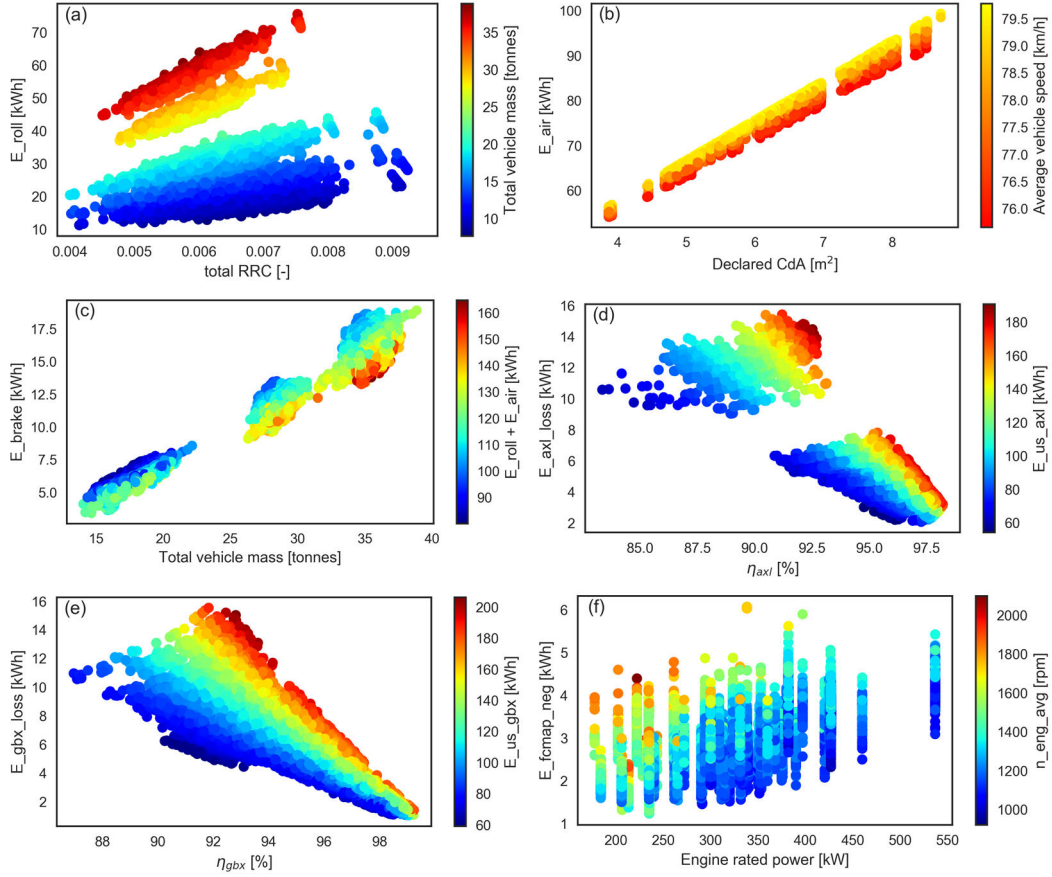 (a)
E_roll [kWh]
70
60
50
40
30
20
10
0.004 0.005 0.006 0.007 0.008 0.009
total RRC [-]
35
30
25
20
15
10
Total vehicle mass [tonnes]
(b)
E_air [kWh]
100
90
80
70
60
4 5 6 7 8
Declared CdA [m²]
79.5
79.0
78.5
78.0
77.5
77.0
76.5
76.0
Average vehicle speed [km/h]
(c)
E_brake [kWh]
17.5
15.0
12.5
10.0
7.5
5.0
15 20 25 30 35 40
Total vehicle mass [tonnes]
160
150
140
130
120
110
100
90
E_roll + E_air [kWh]
(d)
E_axl_loss [kWh]
16
14
12
10
8
6
4
2
85.0 87.5 90.0 92.5 95.0 97.5
η_axl [%]
180
160
140
120
100
80
60
E_us_axl [kWh]
(e)
E_gbx_loss [kWh]
16
14
12
10
8
6
4
2
88 90 92 94 96 98
η_gbx [%]
200
180
160
140
120
100
80
60
E_us_gbx [kWh]
(f)
E_fcmap_neg [kWh]
6
5
4
3
2
1
200 250 300 350 400 450 500 550
Engine rated power [kW]
2000
1800
1600
1400
1200
1000
n_eng_avg [rpm]